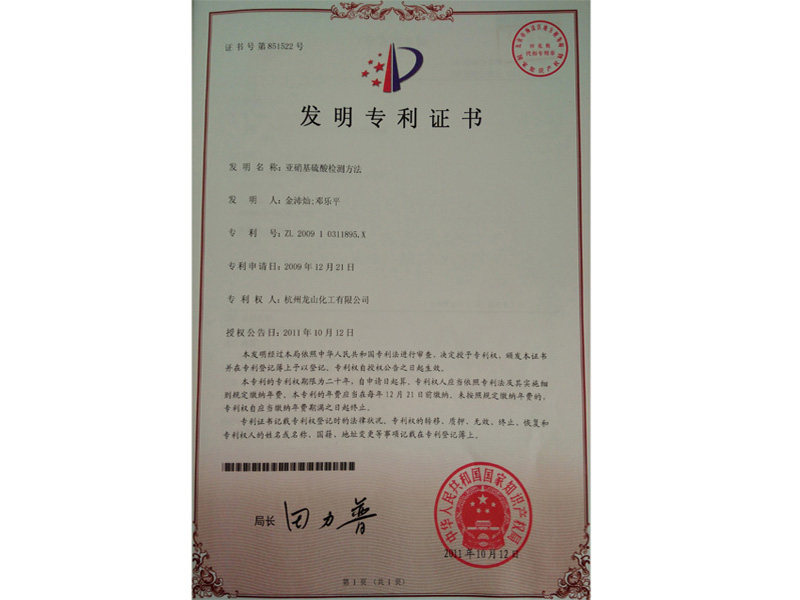 证书号第851522号
发明专利证书
发明名称：亚硝基硫酸检测方法
发明人：金沛灿;邓乐平
专利号：ZL 2009 1 0311895.X
专利申请日：2009年12月21日
专利权人：杭州龙山化工有限公司
授权公告日：2011年10月12日
本发明经过本局依照中华人民共和国专利法进行审查，决定授予专利权，颁发本证书
并在专利登记簿上予以登记。专利权自授权公告之日起生效。
本专利的专利权期限为二十年，自申请日起算。专利权人应当依照专利法及其实施细
则规定缴纳年费。本专利的年费应当在每年12月21日前缴纳。未按照规定缴纳年费的，
专利权自应当缴纳年费期满之日起终止。
专利证书记载专利权登记时的法律状况。专利权的转移、质押、无效、终止、恢复和
专利权人的姓名或名称、国籍、地址变更等事项记载在专利登记簿上。
局长 田力普
中华人民共和国国家知识产权局
2011年10月12日
第1页（共1页）